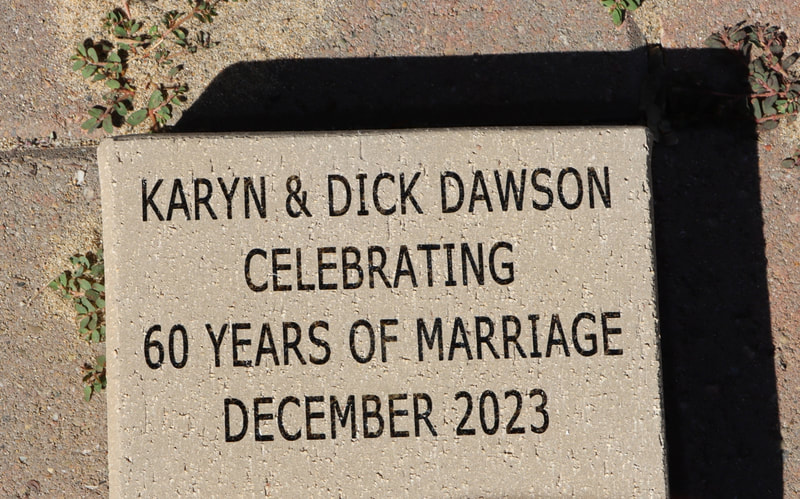 KARYN & DICK DAWSON
CELEBRATING
60 YEARS OF MARRIAGE
DECEMBER 2023